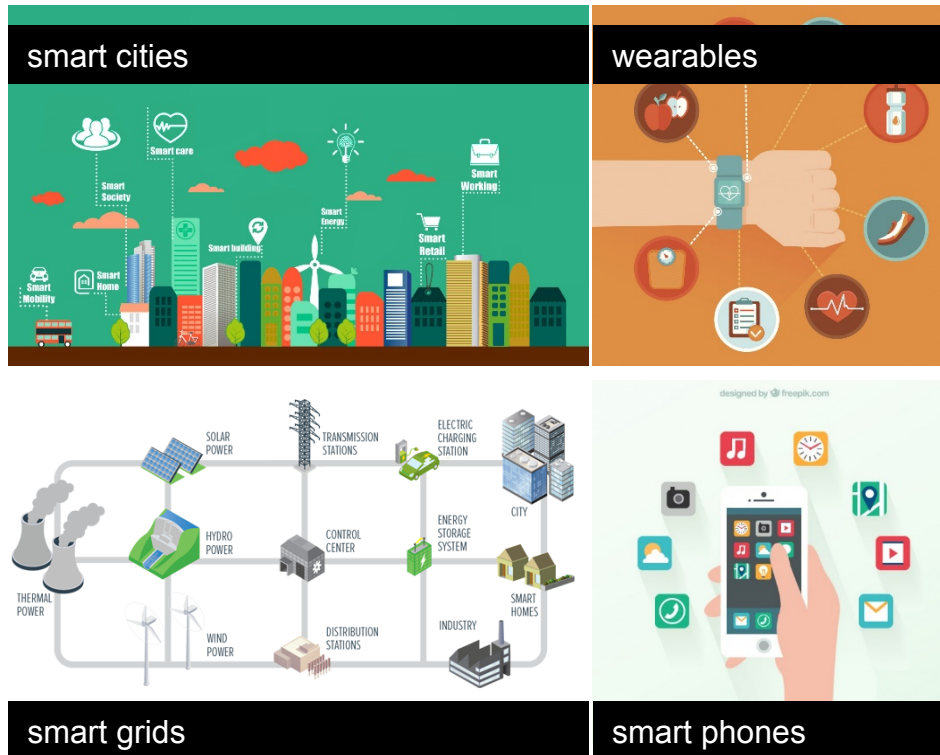 smart cities
Smart care
Smart
Society
Smart
Working
Smart
Energy
Smart building
Smart
Retail
Smart
Mobility
Smart
Home
wearables
SOLAR
POWER
TRANSMISSION
STATIONS
ELECTRIC
CHARGING
STATION
CITY
HYDRO
POWER
CONTROL
CENTER
ENERGY
STORAGE
SYSTEM
THERMAL
POWER
SMART
HOMES
WIND
POWER
DISTRIBUTION
STATIONS
INDUSTRY
smart grids
designed by freepik.com
smart phones